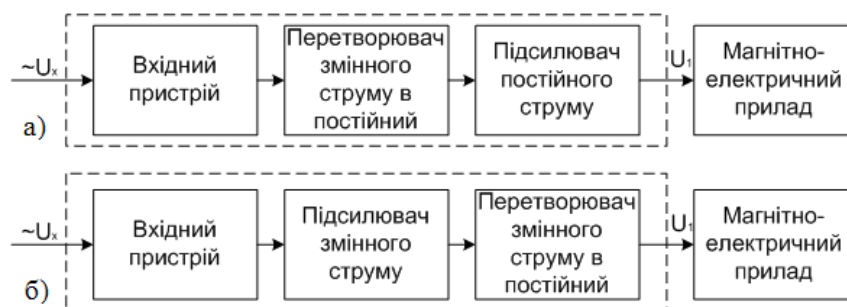 ~Uₓ
Вхідний
пристрій
Перетворювач
змінного
струму в
постійний
Підсилювач
постійного
струму
U₁
Магнітно-
електричний
прилад
а)
~Uₓ
Вхідний
пристрій
Підсилювач
змінного
струму
Перетворювач
змінного
струму в
постійний
U₁
Магнітно-
електричний
прилад
б)